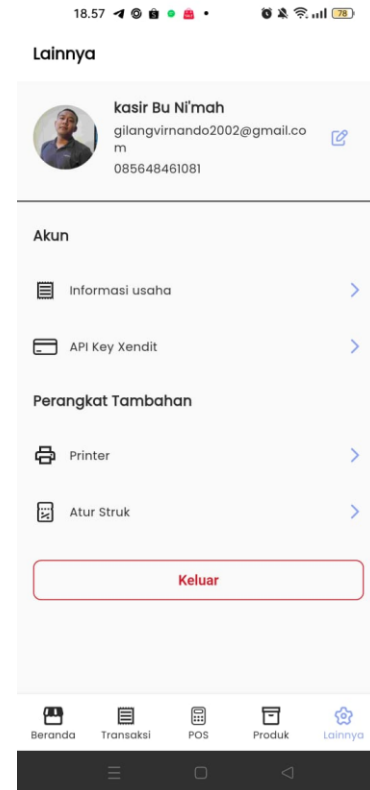 18.57
78
Lainnya
kasir Bu Ni'mah
gilangvirnando2002@gmail.co
m
085648461081
Akun
Informasi usaha
API Key Xendit
Perangkat Tambahan
Printer
Atur Struk
Keluar
Beranda Transaksi POS Produk Lainnya